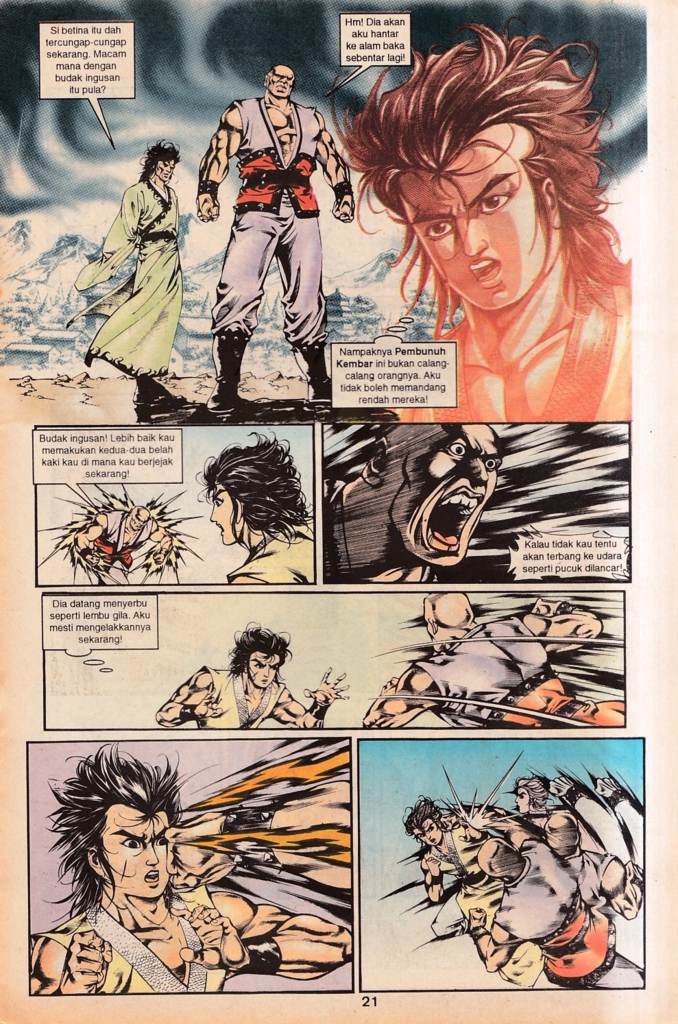 Si betina itu dah
tercungap-cungap
sekarang. Macam
mana dengan
budak ingusan
itu pula?
Hm! Dia akan
aku hantar
ke alam baka
sebentar lagi!
Nampaknya Pembunuh
Kembar ini bukan calang-
calang orangnya. Aku
tidak boleh memandang
rendah mereka!
Budak ingusan! Lebih baik kau
memakukan kedua-dua belah
kaki kau di mana kau berjejak
sekarang!
Kalau tidak kau tentu
akan terbang ke udara
seperti pucuk dilancar!
Dia datang menyerbu
seperti lembu gila. Aku
mesti mengelakkannya
sekarang!
21